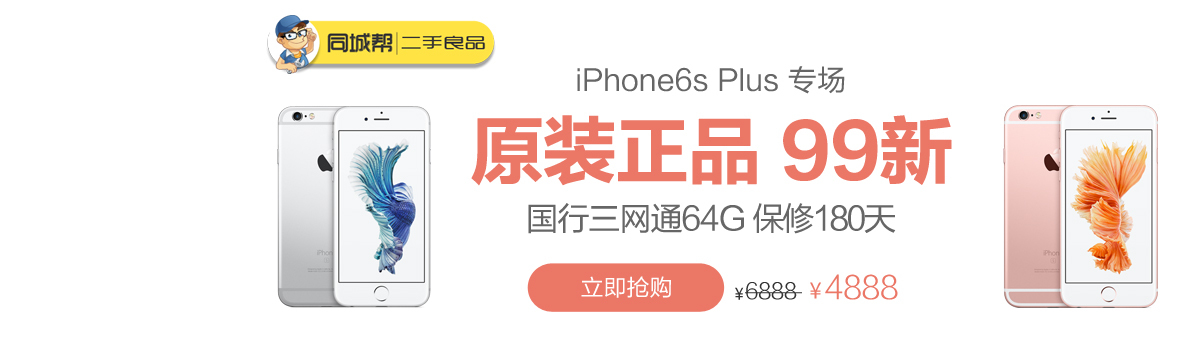 同城帮|二手良品
iPhone6s Plus 专场
原装正品 99新
国行三网通64G 保修180天
立即抢购
¥6888
¥4888
iPhone
iPhone